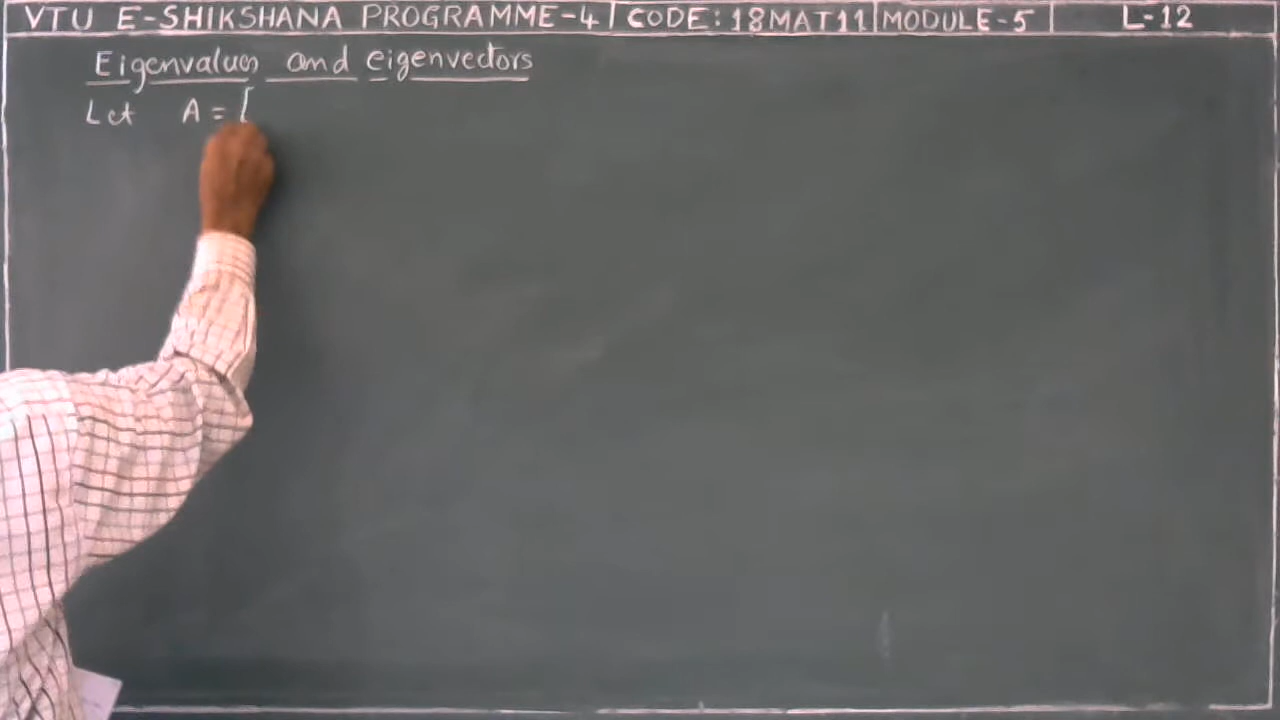 VTU E-SHIKSHANA PROGRAMME-4 | CODE: 18MAT11 | MODULE-5 | L-12
Eigenvalues and eigenvectors
Let A = [